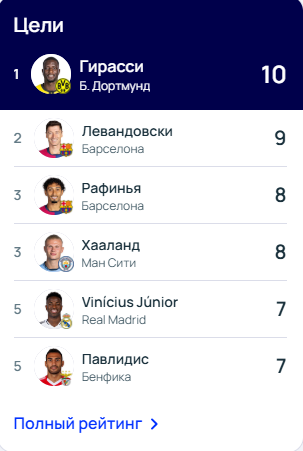 Цели
1
Гирасси
Б. Дортмунд
10
2
Левандовски
Барселона
9
3
Рафинья
Барселона
8
3
Хааланд
Ман Сити
8
5
Vinícius Júnior
Real Madrid
7
5
Павлидис
Бенфика
7
Полный рейтинг